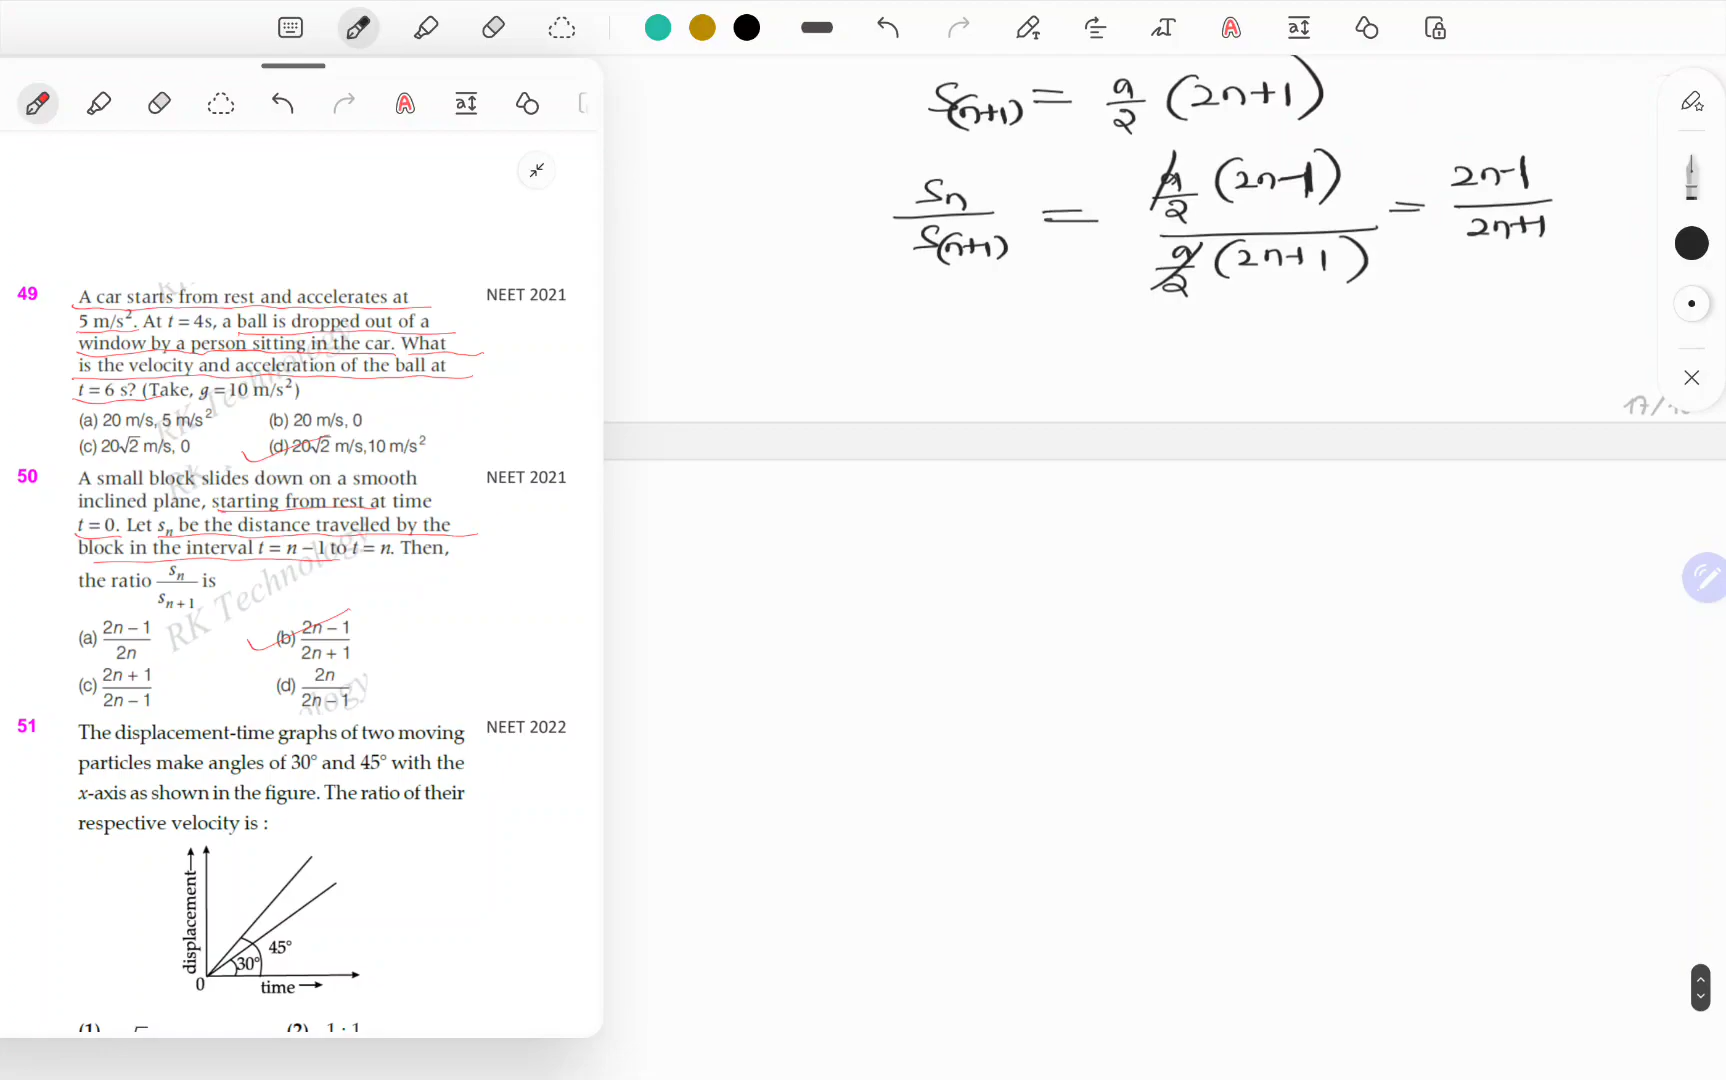 S(n+1) = a/2 (2n+1)
Sn / S(n+1) = a/2 (2n-1) / a/2 (2n+1) = 2n-1 / 2n+1
49 A car starts from rest and accelerates at NEET 2021
5 m/s². At t = 4s, a ball is dropped out of a
window by a person sitting in the car. What
is the velocity and acceleration of the ball at
t = 6 s? (Take, g = 10 m/s²)
(a) 20 m/s, 5 m/s² (b) 20 m/s, 0
(c) 20√2 m/s, 0 (d) 20√2 m/s, 10 m/s²
50 A small block slides down on a smooth NEET 2021
inclined plane, starting from rest at time
t = 0. Let sₙ be the distance travelled by the
block in the interval t = n – 1 to t = n. Then,
the ratio sₙ / sₙ₊₁ is
(a) 2n – 1 / 2n (b) 2n – 1 / 2n + 1
(c) 2n + 1 / 2n – 1 (d) 2n / 2n – 1
51 The displacement-time graphs of two moving NEET 2022
particles make angles of 30° and 45° with the
x-axis as shown in the figure. The ratio of their
respective velocity is :
displacement
45°
30°
0
time
(1) (2) 1 : 1
RK Technology
RK Technology